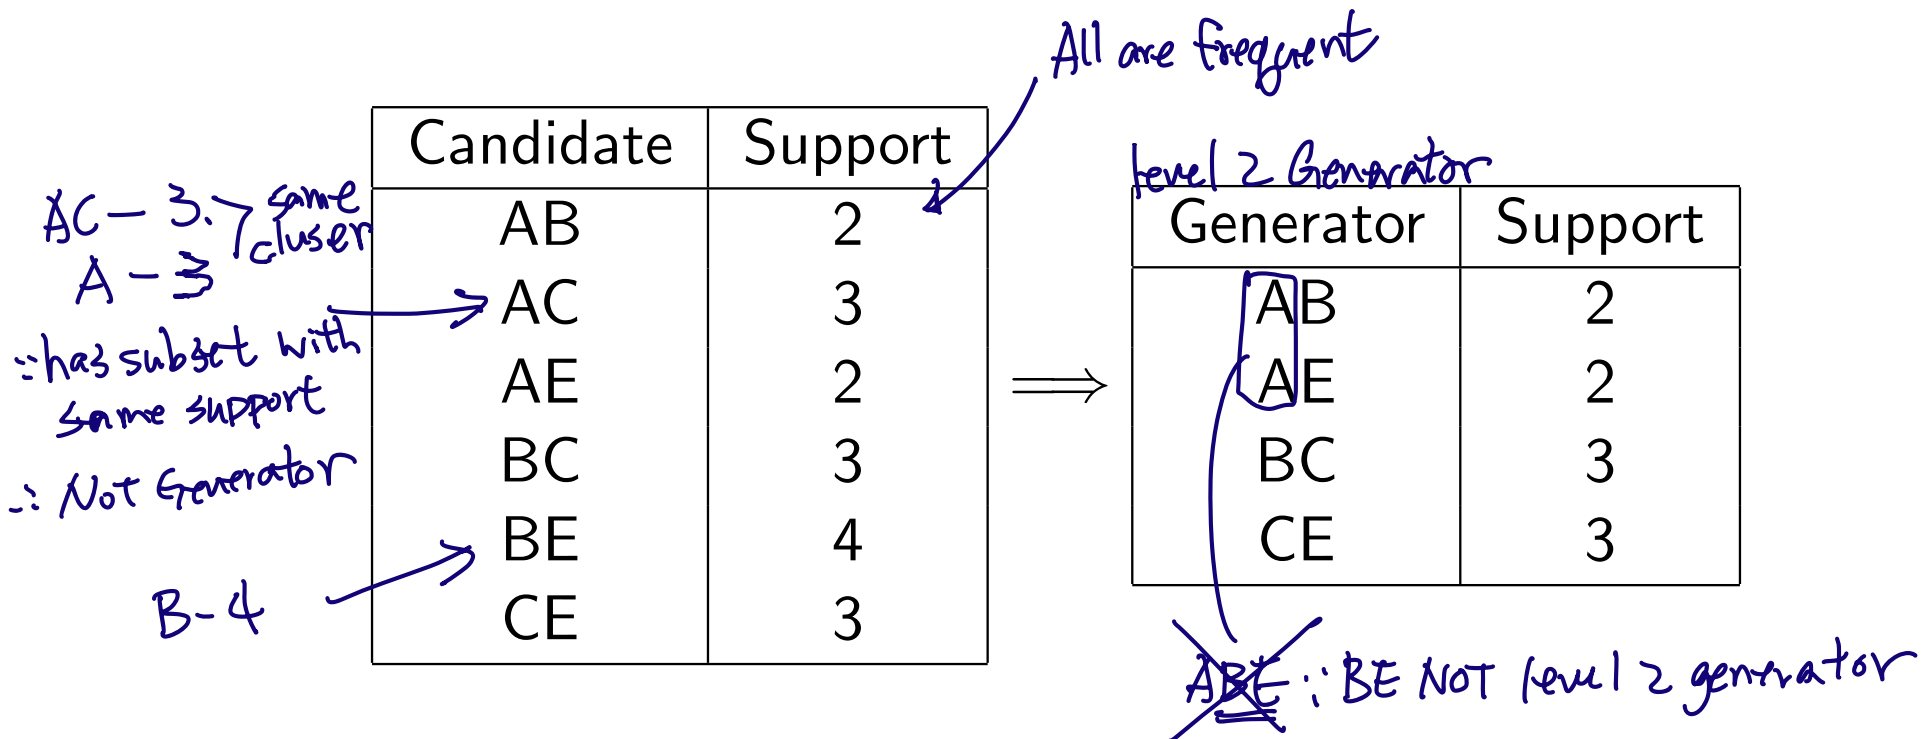 All are frequent
Candidate Support
AB 2
AC 3
AE 2
BC 3
BE 4
CE 3
AC - 3. same
cluser
A - 3
∵ has subset with
same support
∴ Not Generator
B - 4
⟹
level 2 Generator
Generator Support
AB 2
AE 2
BC 3
CE 3
ABE ∵ BE NOT level 2 generator